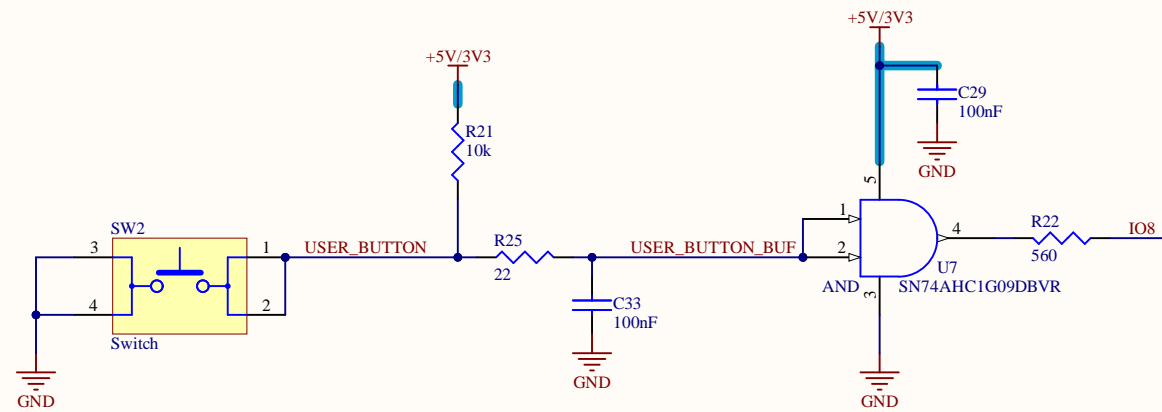 +5V/3V3
+5V/3V3
C29
100nF
GND
R21
10k
5
SW2
3
1
USER_BUTTON
R25
22
USER_BUTTON_BUF
1
2
4
R22
560
IO8
U7
AND
SN74AHC1G09DBVR
3
4
2
C33
100nF
Switch
GND
GND
GND